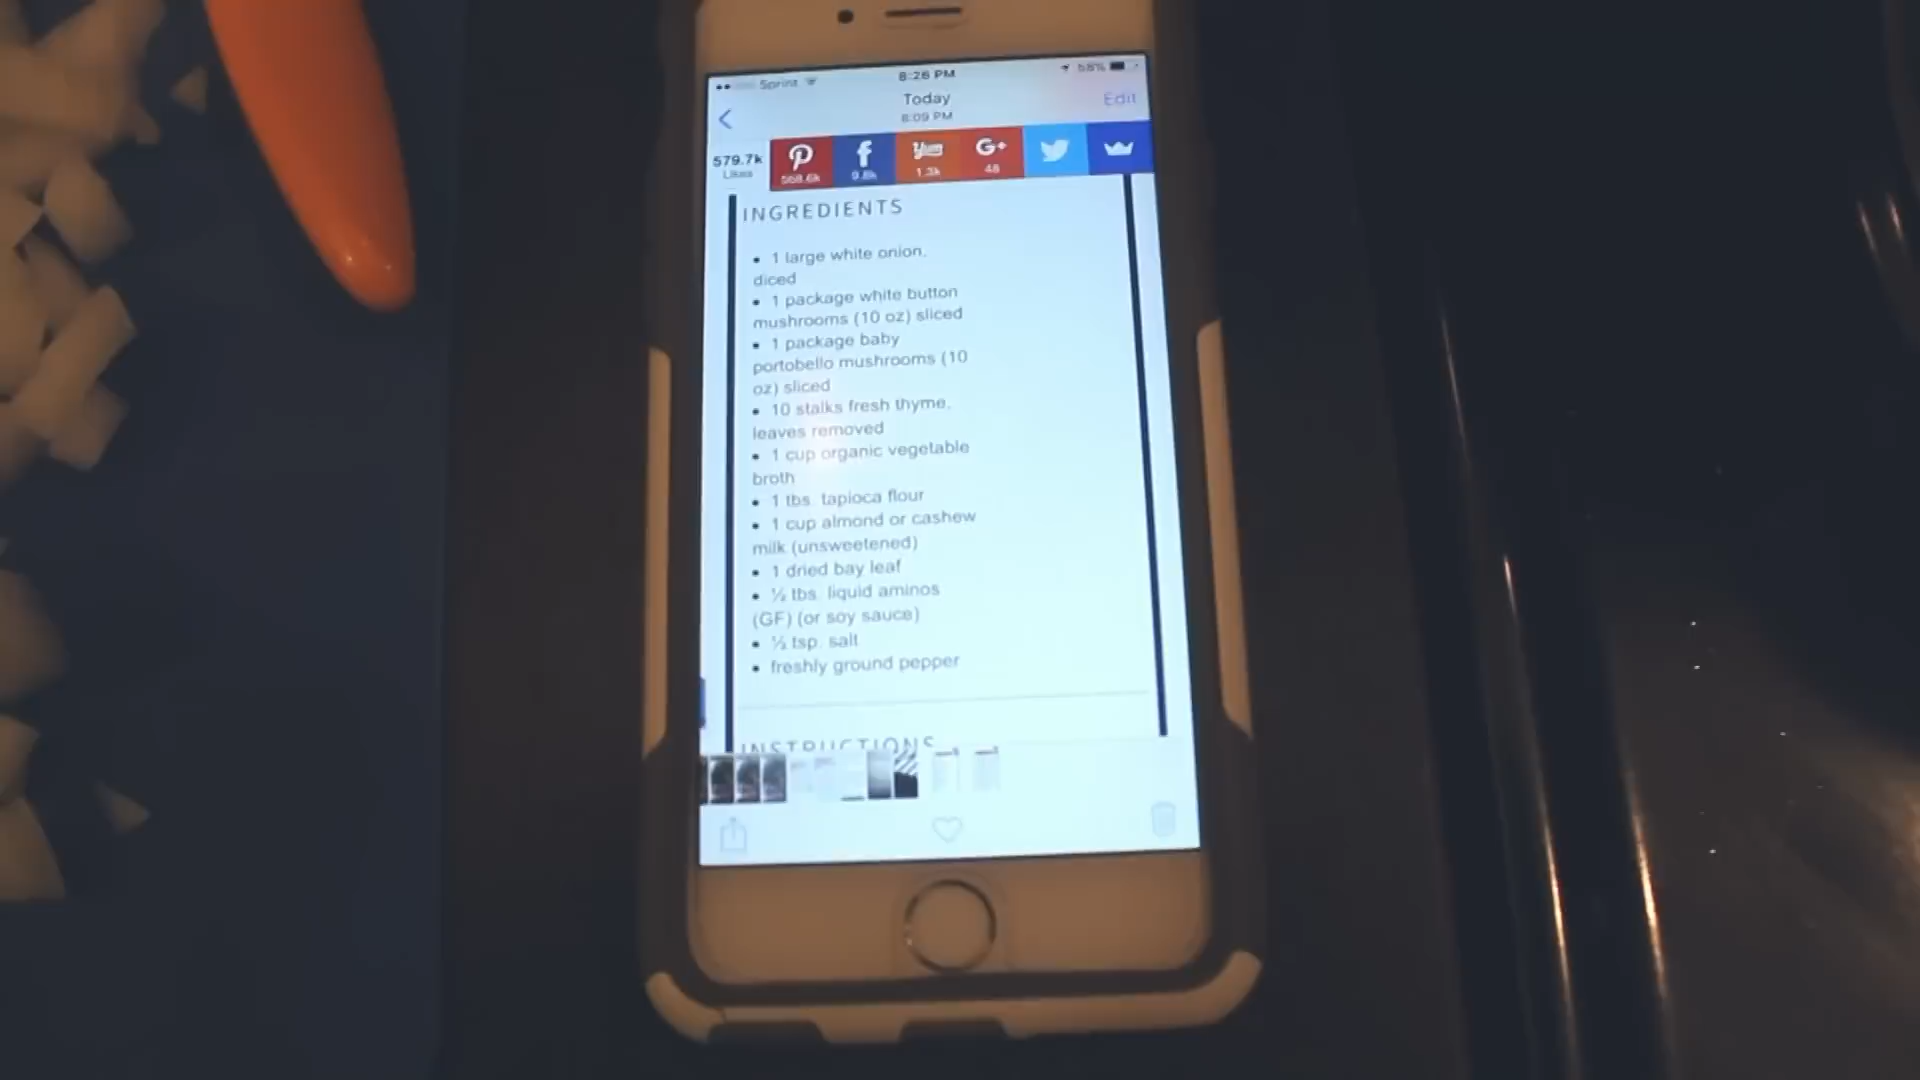 Sprint 8:26 PM 58%
Today Edit
8:09 PM
579.7k
Likes
568.6k 9.8k Yum 1.3k G+ 48
INGREDIENTS
• 1 large white onion,
diced
• 1 package white button
mushrooms (10 oz) sliced
• 1 package baby
portobello mushrooms (10
oz) sliced
• 10 stalks fresh thyme,
leaves removed
• 1 cup organic vegetable
broth
• 1 tbs. tapioca flour
• 1 cup almond or cashew
milk (unsweetened)
• 1 dried bay leaf
• ½ tbs. liquid aminos
(GF) (or soy sauce)
• ½ tsp. salt
• freshly ground pepper
INSTRUCTIONS